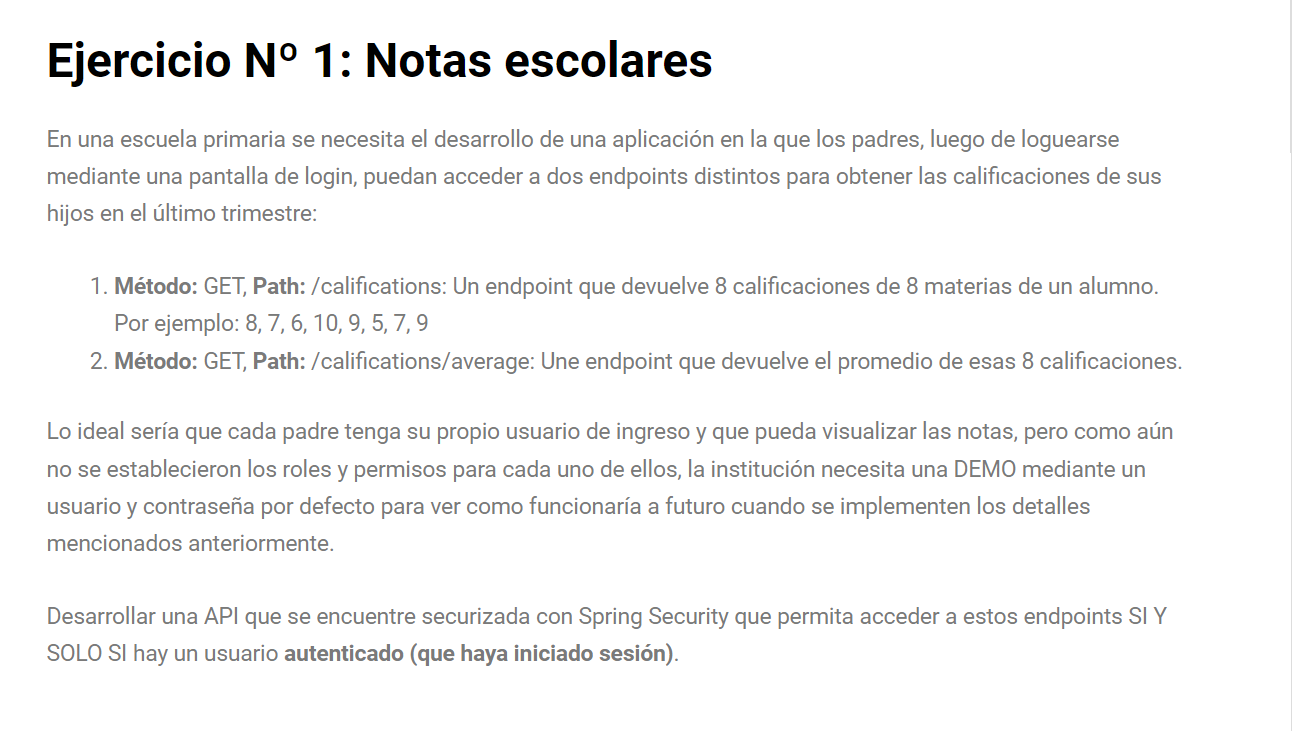 Ejercicio Nº 1: Notas escolares
En una escuela primaria se necesita el desarrollo de una aplicación en la que los padres, luego de loguearse
mediante una pantalla de login, puedan acceder a dos endpoints distintos para obtener las calificaciones de sus
hijos en el último trimestre:
1. Método: GET, Path: /califications: Un endpoint que devuelve 8 calificaciones de 8 materias de un alumno.
Por ejemplo: 8, 7, 6, 10, 9, 5, 7, 9
2. Método: GET, Path: /califications/average: Une endpoint que devuelve el promedio de esas 8 calificaciones.
Lo ideal sería que cada padre tenga su propio usuario de ingreso y que pueda visualizar las notas, pero como aún
no se establecieron los roles y permisos para cada uno de ellos, la institución necesita una DEMO mediante un
usuario y contraseña por defecto para ver como funcionaría a futuro cuando se implementen los detalles
mencionados anteriormente.
Desarrollar una API que se encuentre securizada con Spring Security que permita acceder a estos endpoints SI Y
SOLO SI hay un usuario autenticado (que haya iniciado sesión).